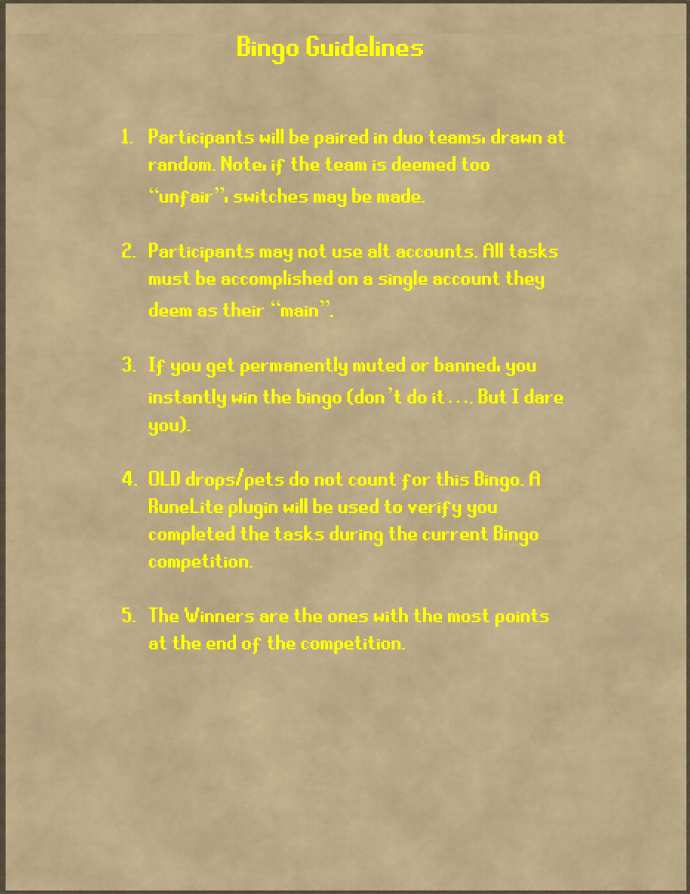 Bingo Guidelines
1. Participants will be paired in duo teams, drawn at
random. Note, if the team is deemed too
“unfair”, switches may be made.
2. Participants may not use alt accounts. All tasks
must be accomplished on a single account they
deem as their “main”.
3. If you get permanently muted or banned, you
instantly win the bingo (don’t do it…. But I dare
you).
4. OLD drops/pets do not count for this Bingo. A
RuneLite plugin will be used to verify you
completed the tasks during the current Bingo
competition.
5. The Winners are the ones with the most points
at the end of the competition.